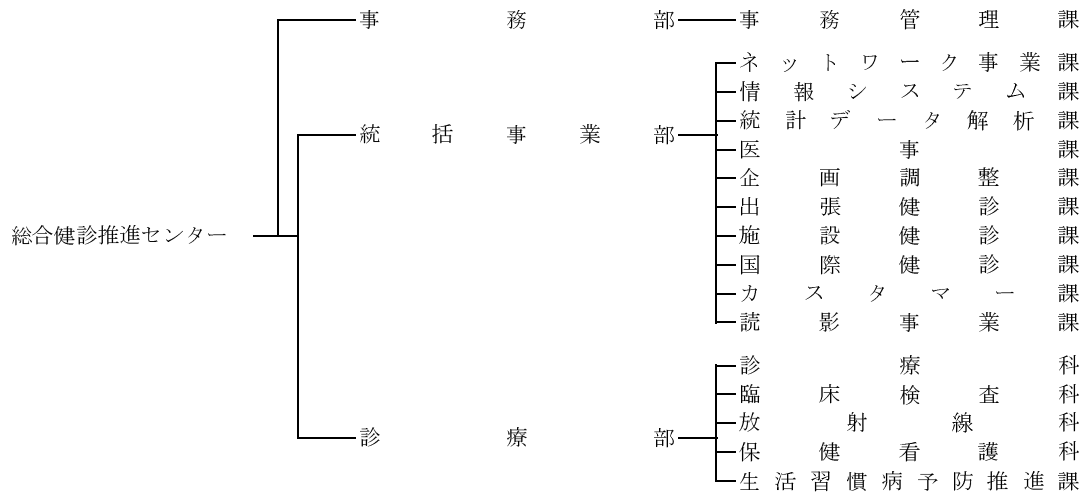 事務部
事務管理課
ネットワーク事業課
情報システム課
統計データ解析課
統括事業部
医事課
企画調整課
出張健診課
総合健診推進センター
施設健診課
国際健診課
カスタマー課
読影事業課
診療科
臨床検査科
放射線科
診療部
保健看護科
生活習慣病予防推進課